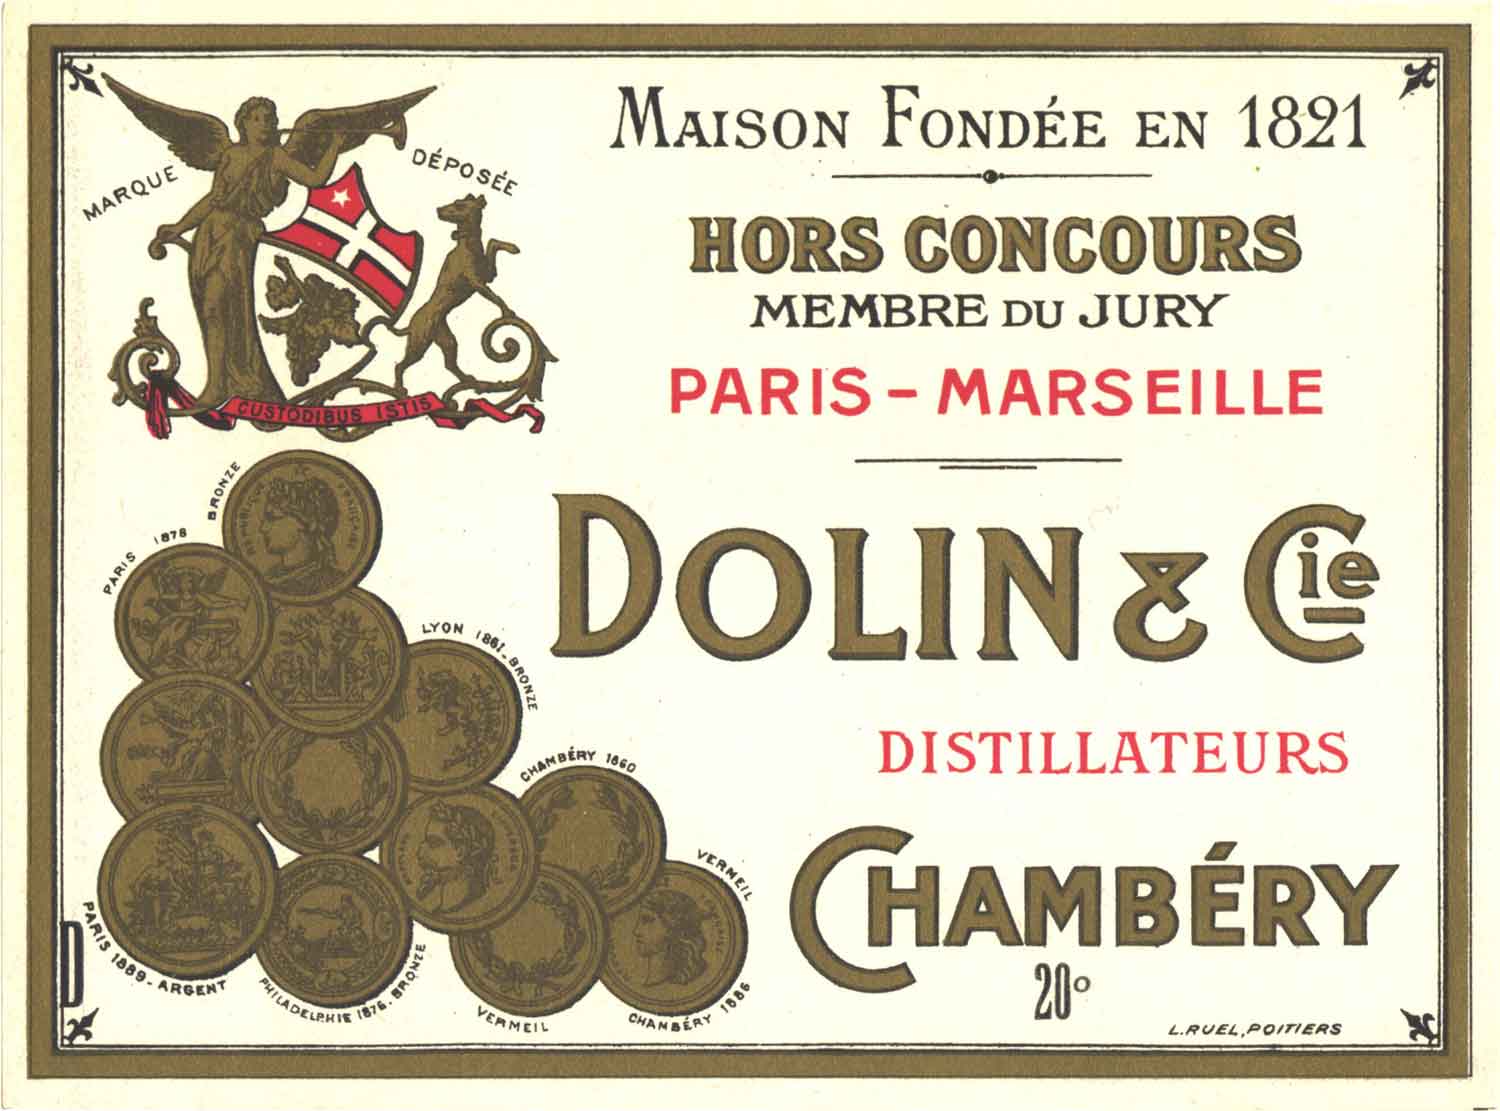 MAISON FONDÉE EN 1821
HORS CONCOURS
MEMBRE DU JURY
PARIS - MARSEILLE
DOLIN & Cie
DISTILLATEURS
CHAMBÉRY
20°
L. RUEL, POITIERS
MARQUE DÉPOSÉE
CUSTODIBUS ISTIS
PARIS 1878 BRONZE
RÉPUBLIQUE FRANÇAISE
LYON 1861 - BRONZE
CHAMBÉRY 1860
VERMEIL
CHAMBÉRY 1886
VERMEIL
PHILADELPHIE 1876 - BRONZE
PARIS 1889 - ARGENT
D